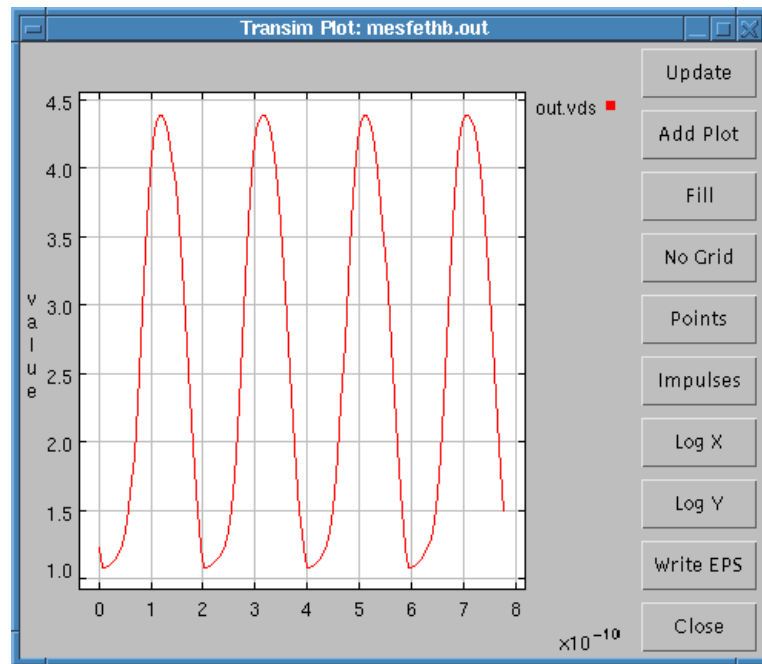 Transim Plot: mesfethb.out
Update
Add Plot
Fill
No Grid
Points
Impulses
Log X
Log Y
Write EPS
Close
out.vds
value
4.5
4.0
3.5
3.0
2.5
2.0
1.5
1.0
0 1 2 3 4 5 6 7 8
x10^-10